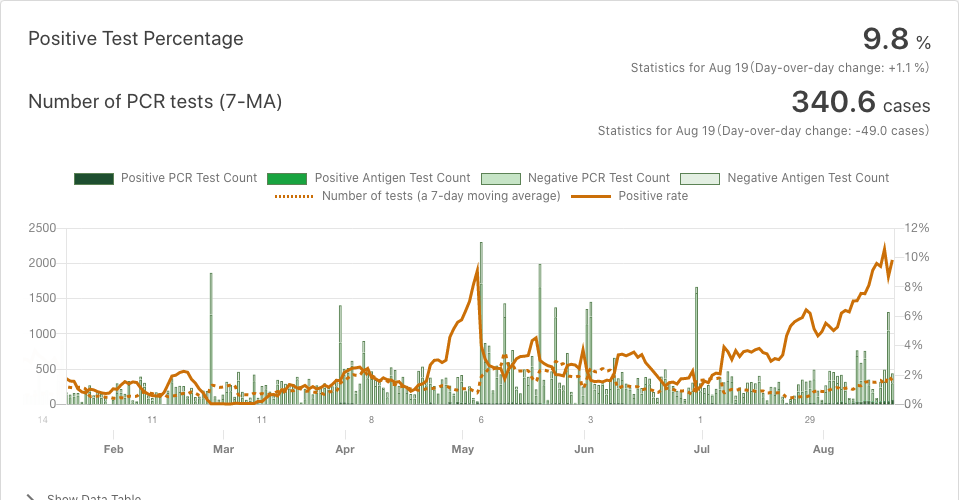 Positive Test Percentage
9.8 %
Statistics for Aug 19(Day-over-day change: +1.1 %)
Number of PCR tests (7-MA)
340.6 cases
Statistics for Aug 19(Day-over-day change: -49.0 cases)
Positive PCR Test Count Positive Antigen Test Count Negative PCR Test Count Negative Antigen Test Count
Number of tests (a 7-day moving average) Positive rate
2500 12%
2000 10%
1500 8%
1000 6%
500 4%
0 2%
0%
14 11 11 8 6 3 1 29
Feb Mar Apr May Jun Jul Aug
Show Data Table